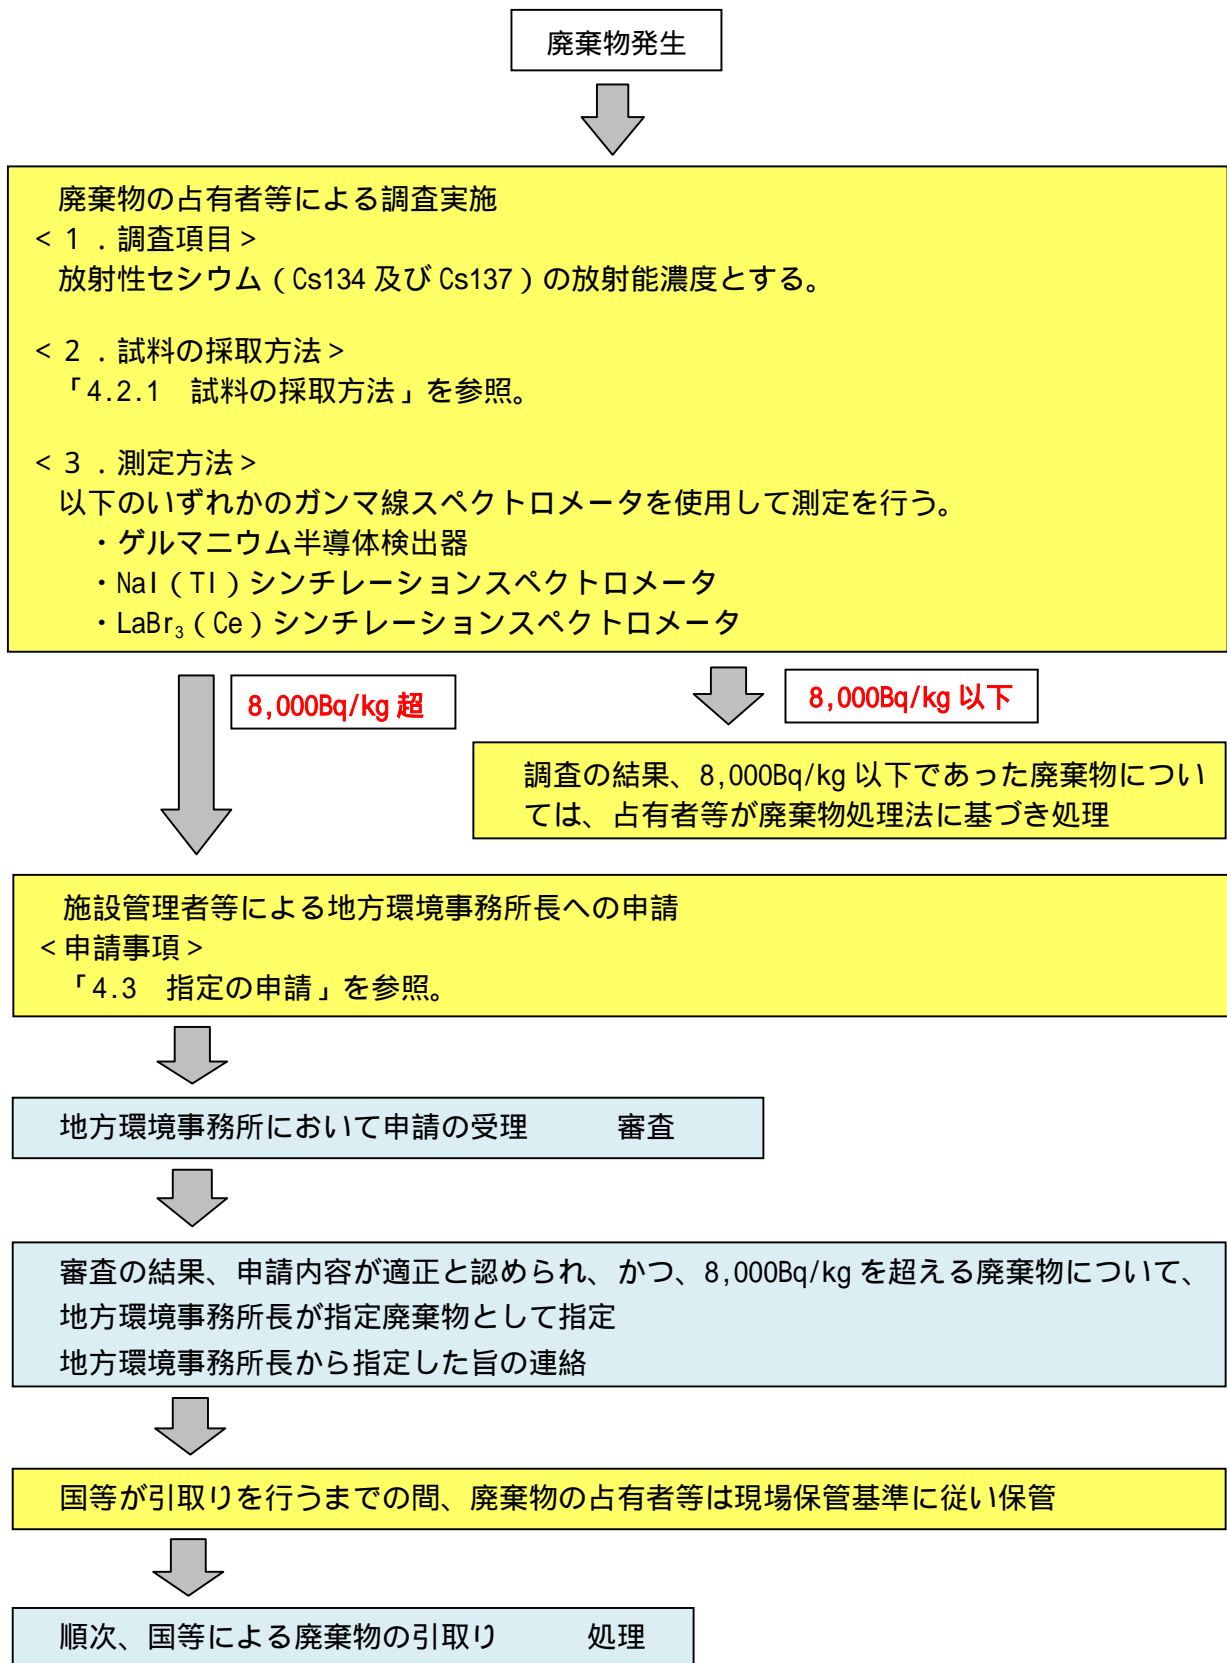 廃棄物発生
廃棄物の占有者等による調査実施
<１．調査項目>
放射性セシウム（Cs134 及び Cs137）の放射能濃度とする。
<２．試料の採取方法>
「4.2.1　試料の採取方法」を参照。
<３．測定方法>
以下のいずれかのガンマ線スペクトロメータを使用して測定を行う。
・ゲルマニウム半導体検出器
・NaI（Tl）シンチレーションスペクトロメータ
・LaBr₃（Ce）シンチレーションスペクトロメータ
8,000Bq/kg 超
8,000Bq/kg 以下
調査の結果、8,000Bq/kg 以下であった廃棄物につい
ては、占有者等が廃棄物処理法に基づき処理
施設管理者等による地方環境事務所長への申請
<申請事項>
「4.3　指定の申請」を参照。
地方環境事務所において申請の受理　　　審査
審査の結果、申請内容が適正と認められ、かつ、8,000Bq/kg を超える廃棄物について、
地方環境事務所長が指定廃棄物として指定
地方環境事務所長から指定した旨の連絡
国等が引取りを行うまでの間、廃棄物の占有者等は現場保管基準に従い保管
順次、国等による廃棄物の引取り　　　処理